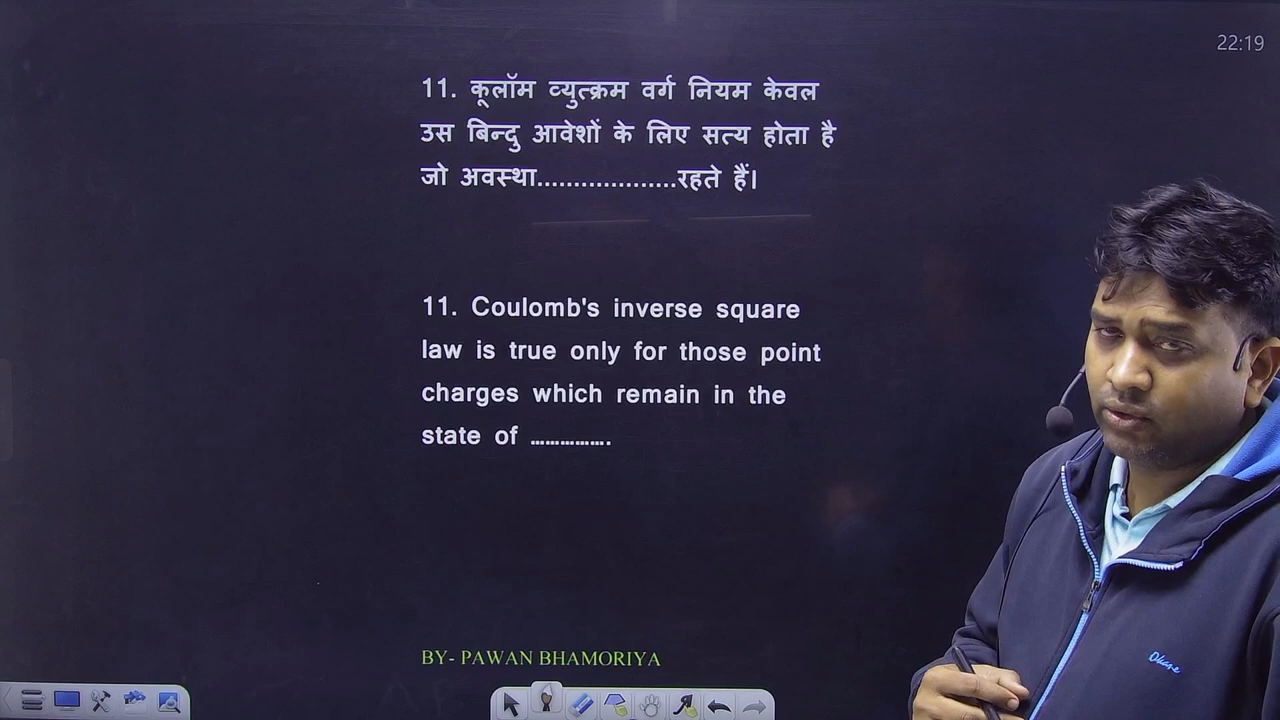 22:19
11. कूलॉम व्युत्क्रम वर्ग नियम केवल
उस बिन्दु आवेशों के लिए सत्य होता है
जो अवस्था...................रहते हैं।
11. Coulomb's inverse square
law is true only for those point
charges which remain in the
state of ................
BY- PAWAN BHAMORIYA